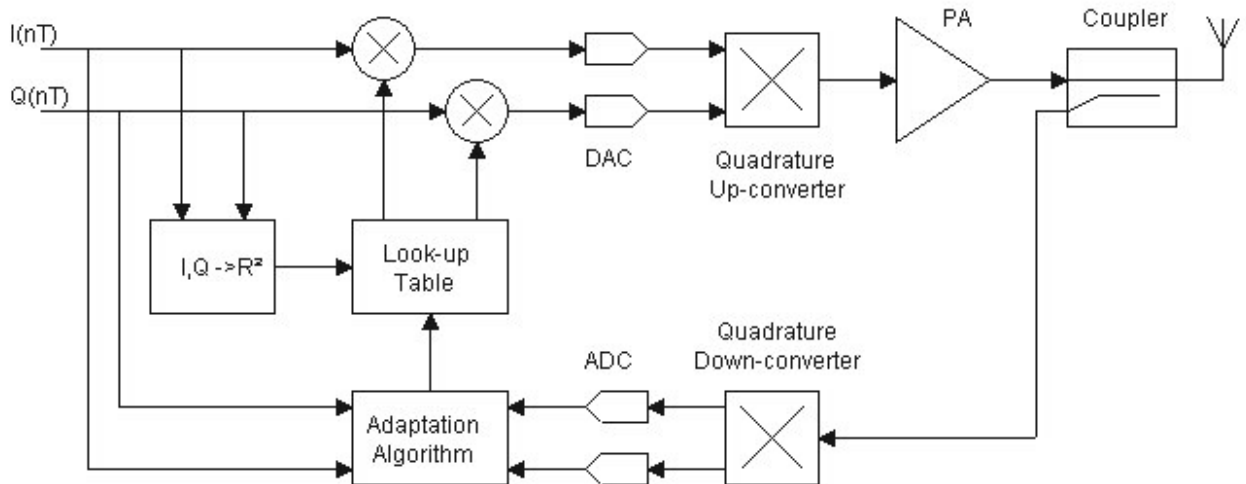 PA
Coupler
I(nT)
Q(nT)
DAC
Quadrature
Up-converter
I,Q ->R²
Look-up
Table
Quadrature
Down-converter
ADC
Adaptation
Algorithm